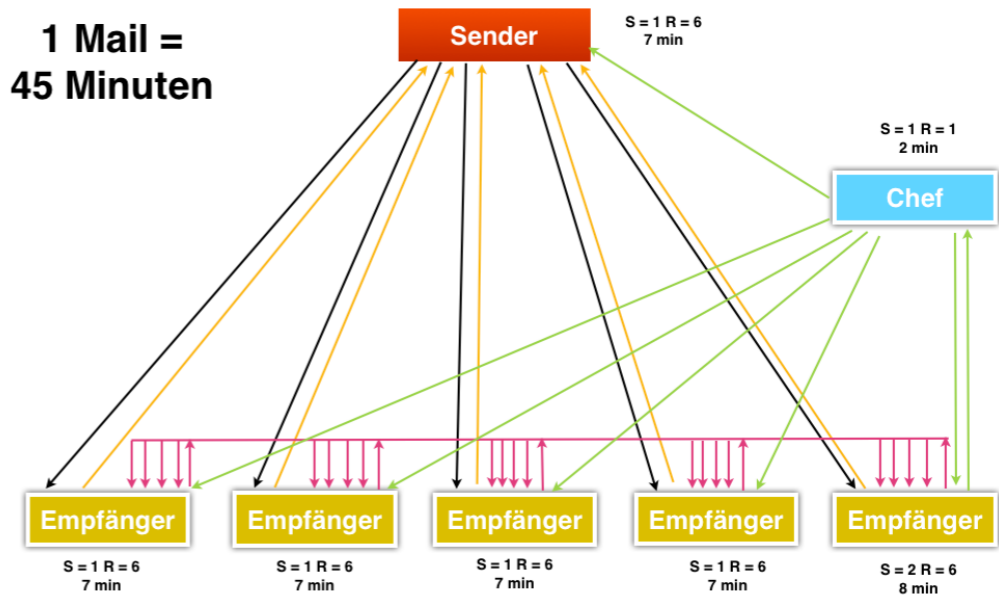 1 Mail =
45 Minuten
Sender
S = 1 R = 6
7 min
S = 1 R = 1
2 min
Chef
Empfänger
Empfänger
Empfänger
Empfänger
Empfänger
S = 1 R = 6
7 min
S = 1 R = 6
7 min
S = 1 R = 6
7 min
S = 1 R = 6
7 min
S = 2 R = 6
8 min